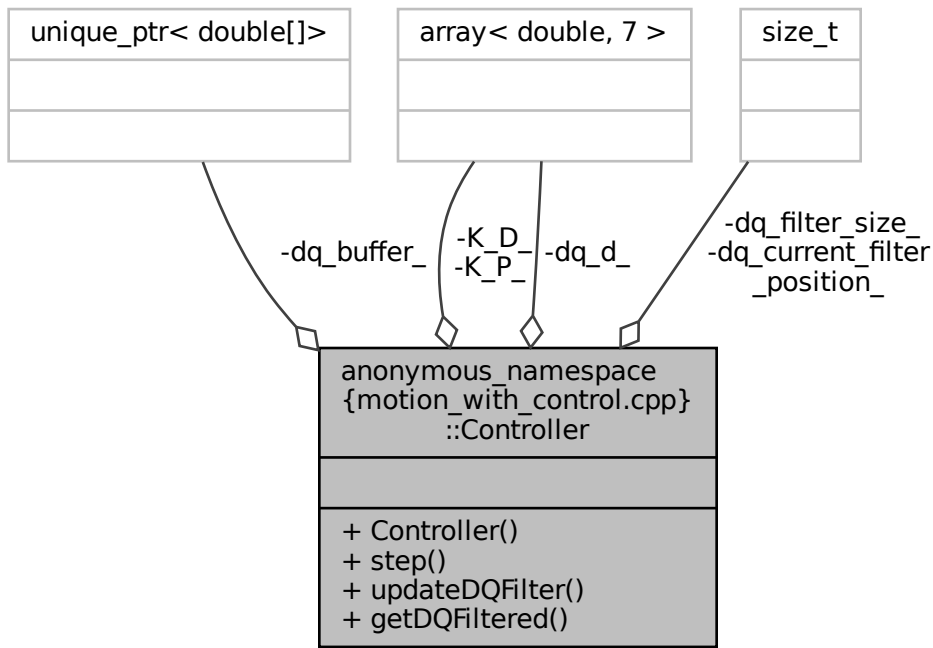 unique_ptr< double[]>
array< double, 7 >
size_t
-dq_buffer_
-K_D_
-K_P_
-dq_d_
-dq_filter_size_
-dq_current_filter
_position_
anonymous_namespace
{motion_with_control.cpp}
::Controller
+ Controller()
+ step()
+ updateDQFilter()
+ getDQFiltered()